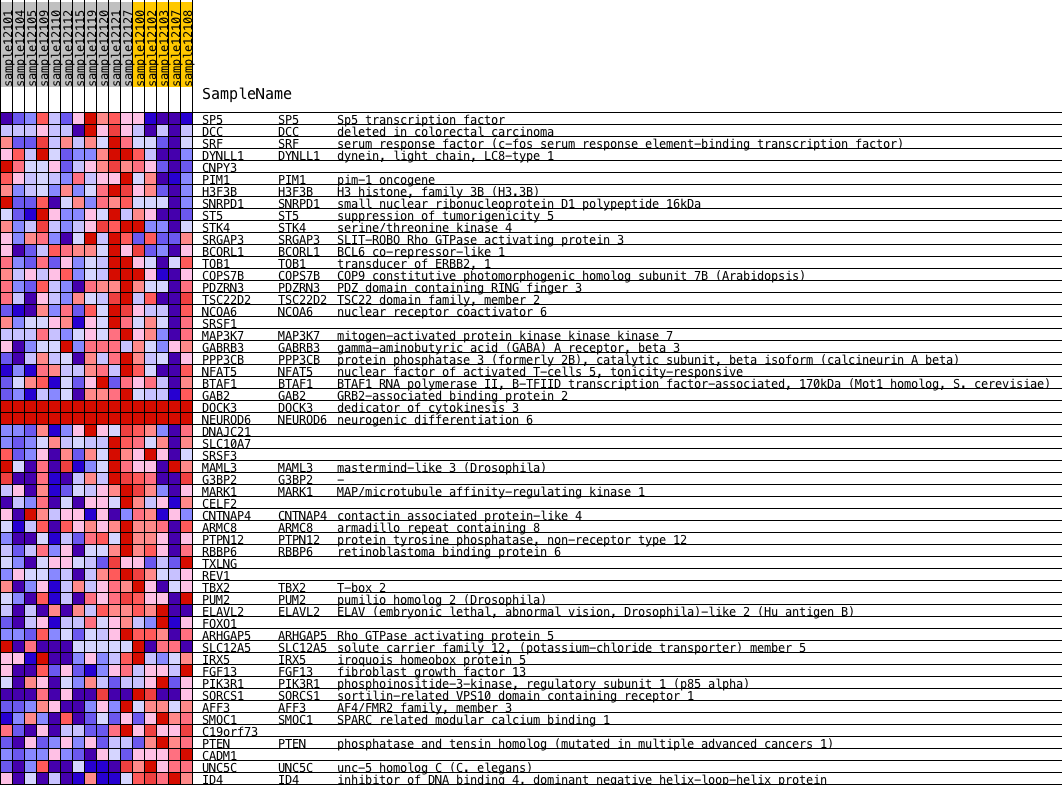 sample12101 sample12104 sample12105 sample12109 sample12110 sample12112 sample12115 sample12119 sample12120 sample12121 sample12127 sample12100 sample12102 sample12103 sample12107 sample12108
SampleName
SP5 SP5 Sp5 transcription factor
DCC DCC deleted in colorectal carcinoma
SRF SRF serum response factor (c-fos serum response element-binding transcription factor)
DYNLL1 DYNLL1 dynein, light chain, LC8-type 1
CNPY3
PIM1 PIM1 pim-1 oncogene
H3F3B H3F3B H3 histone, family 3B (H3.3B)
SNRPD1 SNRPD1 small nuclear ribonucleoprotein D1 polypeptide 16kDa
ST5 ST5 suppression of tumorigenicity 5
STK4 STK4 serine/threonine kinase 4
SRGAP3 SRGAP3 SLIT-ROBO Rho GTPase activating protein 3
BCORL1 BCORL1 BCL6 co-repressor-like 1
TOB1 TOB1 transducer of ERBB2, 1
COPS7B COPS7B COP9 constitutive photomorphogenic homolog subunit 7B (Arabidopsis)
PDZRN3 PDZRN3 PDZ domain containing RING finger 3
TSC22D2 TSC22D2 TSC22 domain family, member 2
NCOA6 NCOA6 nuclear receptor coactivator 6
SRSF1
MAP3K7 MAP3K7 mitogen-activated protein kinase kinase kinase 7
GABRB3 GABRB3 gamma-aminobutyric acid (GABA) A receptor, beta 3
PPP3CB PPP3CB protein phosphatase 3 (formerly 2B), catalytic subunit, beta isoform (calcineurin A beta)
NFAT5 NFAT5 nuclear factor of activated T-cells 5, tonicity-responsive
BTAF1 BTAF1 BTAF1 RNA polymerase II, B-TFIID transcription factor-associated, 170kDa (Mot1 homolog, S. cerevisiae)
GAB2 GAB2 GRB2-associated binding protein 2
DOCK3 DOCK3 dedicator of cytokinesis 3
NEUROD6 NEUROD6 neurogenic differentiation 6
DNAJC21
SLC10A7
SRSF3
MAML3 MAML3 mastermind-like 3 (Drosophila)
G3BP2 G3BP2 -
MARK1 MARK1 MAP/microtubule affinity-regulating kinase 1
CELF2
CNTNAP4 CNTNAP4 contactin associated protein-like 4
ARMC8 ARMC8 armadillo repeat containing 8
PTPN12 PTPN12 protein tyrosine phosphatase, non-receptor type 12
RBBP6 RBBP6 retinoblastoma binding protein 6
TXLNG
REV1
TBX2 TBX2 T-box 2
PUM2 PUM2 pumilio homolog 2 (Drosophila)
ELAVL2 ELAVL2 ELAV (embryonic lethal, abnormal vision, Drosophila)-like 2 (Hu antigen B)
FOXO1
ARHGAP5 ARHGAP5 Rho GTPase activating protein 5
SLC12A5 SLC12A5 solute carrier family 12, (potassium-chloride transporter) member 5
IRX5 IRX5 iroquois homeobox protein 5
FGF13 FGF13 fibroblast growth factor 13
PIK3R1 PIK3R1 phosphoinositide-3-kinase, regulatory subunit 1 (p85 alpha)
SORCS1 SORCS1 sortilin-related VPS10 domain containing receptor 1
AFF3 AFF3 AF4/FMR2 family, member 3
SMOC1 SMOC1 SPARC related modular calcium binding 1
C19orf73
PTEN PTEN phosphatase and tensin homolog (mutated in multiple advanced cancers 1)
CADM1
UNC5C UNC5C unc-5 homolog C (C. elegans)
ID4 ID4 inhibitor of DNA binding 4, dominant negative helix-loop-helix protein